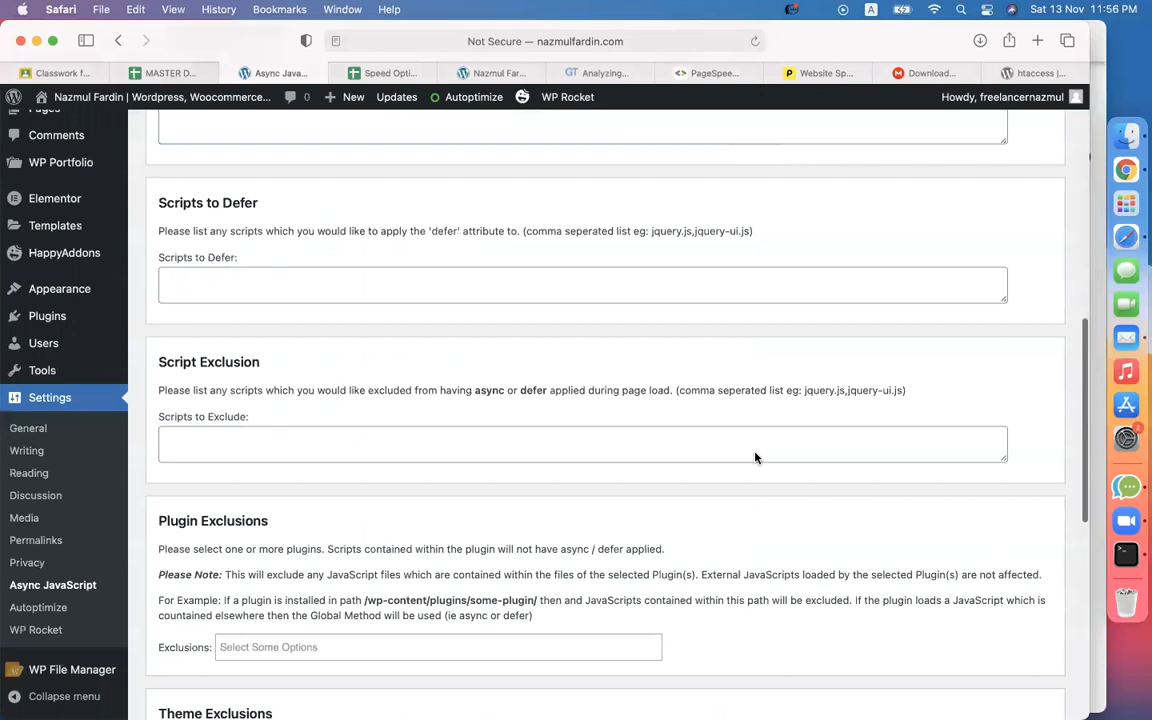 Safari File Edit View History Bookmarks Window Help
A
Sat 13 Nov 11:56 PM
Not Secure — nazmulfardin.com
Classwork f...
MASTER D...
Async Java...
Speed Opti...
Nazmul Far...
GT Analyzing...
PageSpee...
Website Sp...
Download...
htaccess |...
Nazmul Fardin | Wordpress, Woocommerce...
0
New
Updates
Autoptimize
WP Rocket
Howdy, freelancernazmul
Pages
Comments
WP Portfolio
Elementor
Templates
HappyAddons
Appearance
Plugins
Users
Tools
Settings
General
Writing
Reading
Discussion
Media
Permalinks
Privacy
Async JavaScript
Autoptimize
WP Rocket
WP File Manager
Collapse menu
Scripts to Defer
Please list any scripts which you would like to apply the 'defer' attribute to. (comma seperated list eg: jquery.js,jquery-ui.js)
Scripts to Defer:
Script Exclusion
Please list any scripts which you would like excluded from having async or defer applied during page load. (comma seperated list eg: jquery.js,jquery-ui.js)
Scripts to Exclude:
Plugin Exclusions
Please select one or more plugins. Scripts contained within the plugin will not have async / defer applied.
Please Note: This will exclude any JavaScript files which are contained within the files of the selected Plugin(s). External JavaScripts loaded by the selected Plugin(s) are not affected.
For Example: If a plugin is installed in path /wp-content/plugins/some-plugin/ then and JavaScripts contained within this path will be excluded. If the plugin loads a JavaScript which is
countained elsewhere then the Global Method will be used (ie async or defer)
Exclusions: Select Some Options
Theme Exclusions
2